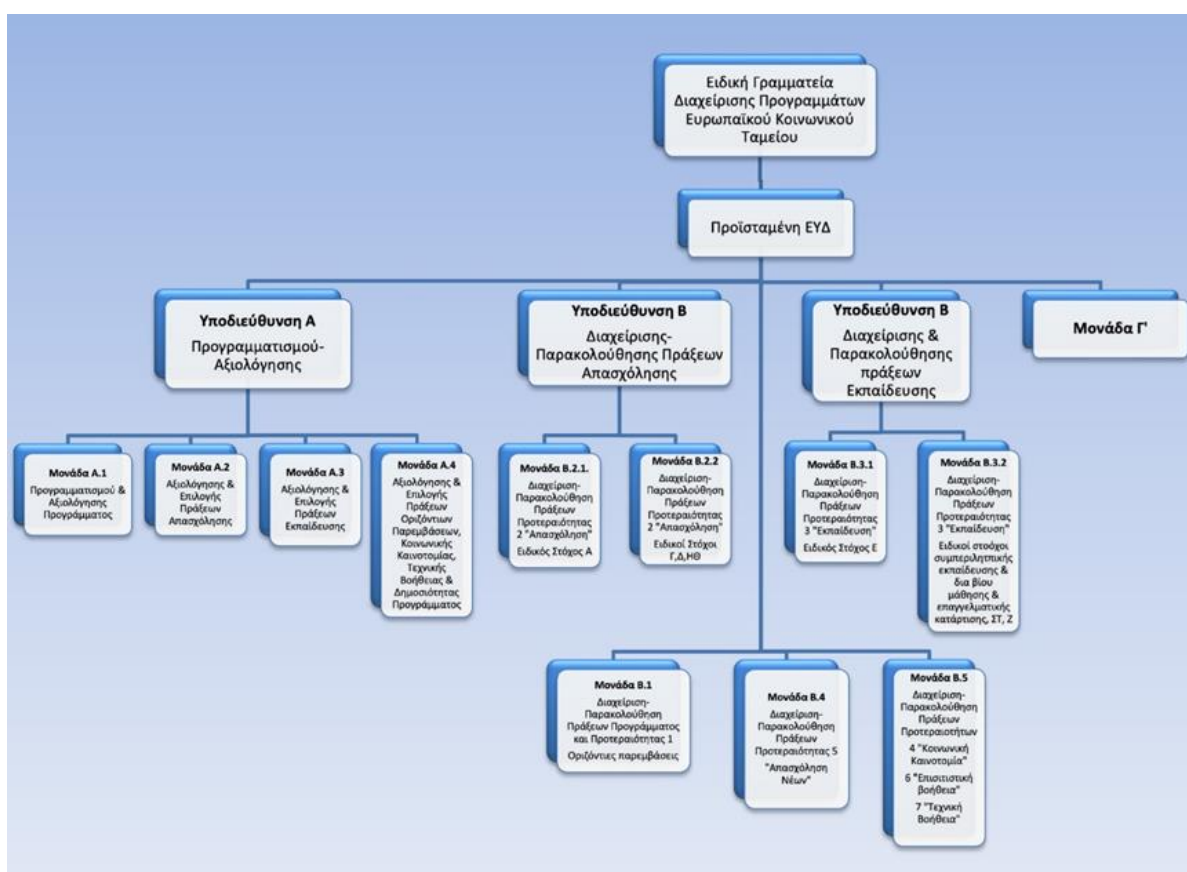 Ειδική Γραμματεία
Διαχείρισης Προγραμμάτων
Ευρωπαϊκού Κοινωνικού
Ταμείου
Προϊσταμένη ΕΥΔ
Υποδιεύθυνση Α
Προγραμματισμού-
Αξιολόγησης
Υποδιεύθυνση Β
Διαχείρισης-
Παρακολούθησης Πράξεων
Απασχόλησης
Υποδιεύθυνση Β
Διαχείρισης &
Παρακολούθησης
πράξεων
Εκπαίδευσης
Μονάδα Γ'
Μονάδα Α.1
Προγραμματισμού &
Αξιολόγησης
Προγράμματος
Μονάδα Α.2
Αξιολόγησης &
Επιλογής
Πράξεων
Απασχόλησης
Μονάδα Α.3
Αξιολόγησης &
Επιλογής
Πράξεων
Εκπαίδευσης
Μονάδα Α.4
Αξιολόγησης &
Επιλογής
Πράξεων
Οριζόντιων
Παρεμβάσεων,
Κοινωνικής
Καινοτομίας,
Τεχνικής
Βοήθειας &
Δημοσιότητας
Προγράμματος
Μονάδα Β.2.1.
Διαχείριση-
Παρακολούθηση
Πράξεων
Προτεραιότητας
2 "Απασχόληση"
Ειδικός Στόχος Α
Μονάδα Β.2.2
Διαχείριση-
Παρακολούθηση
Πράξεων
Προτεραιότητας
2 "Απασχόληση"
Ειδικοί Στόχοι
Γ,Δ,ΗΘ
Μονάδα Β.3.1
Διαχείριση-
Παρακολούθηση
Πράξεων
Προτεραιότητας
3 "Εκπαίδευση"
Ειδικός Στόχος Ε
Μονάδα Β.3.2
Διαχείριση-
Παρακολούθηση
Πράξεων
Προτεραιότητας
3 "Εκπαίδευση"
Ειδικοί στοόχοι
συμπεριλητπικής
εκπαίδευσης &
δια βίου
μάθησης &
επαγγελματικής
κατάρτισης, ΣΤ, Ζ
Μονάδα Β.1
Διαχείριση-
Παρακολούθηση
Πράξεων Προγράμματος
και Προτεραιότητας 1
Οριζόντιες παρεμβάσεις
Μονάδα Β.4
Διαχείριση-
Παρακολούθηση
Πράξεων
Προτεραιότητας 5
"Απασχόληση
Νέων"
Μονάδα Β.5
Διαχείριση-
Παρακολούθηση
Πράξεων
Προτεραιοτήτων
4 "Κοινωνική
Καινοτομία"
6 "Επισιτιστική
βοήθεια"
7 "Τεχνική
Βοήθεια"